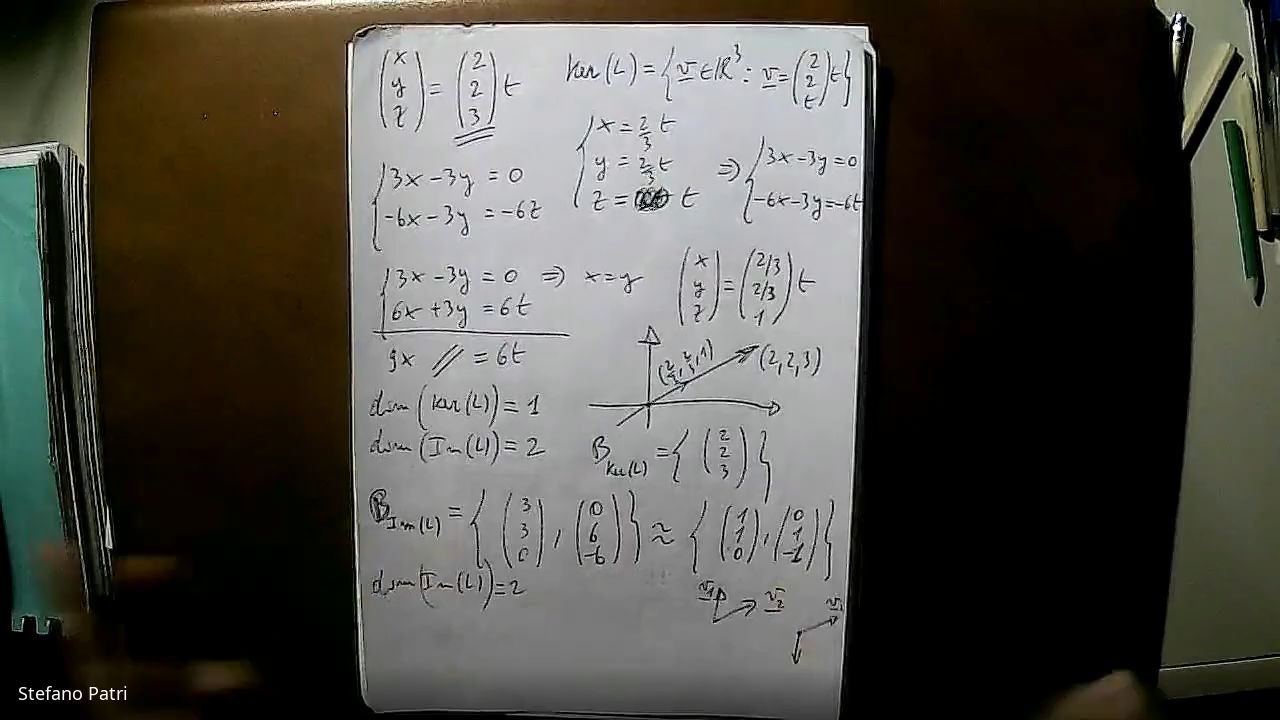 (x y z) = (2 2 3) t   Ker(L) = { v ∈ R³ : v = (2 2 t) t }
{ 3x - 3y = 0
-6x - 3y = -6z
{ x = 2/3 t
y = 2/3 t
z = t
⇒ { 3x - 3y = 0
-6x - 3y = -6t
{ 3x - 3y = 0 ⇒ x = y
6x + 3y = 6t
9x // = 6t
(x y z) = (2/3 2/3 1) t
(2/3, 2/3, 1) (2,2,3)
dim (Ker(L)) = 1
dim (Im(L)) = 2
B Ker(L) = { (2 2 3) }
B Im(L) = { (3 3 0), (0 6 -6) } ≈ { (1 1 0), (0 1 -1) }
dim (Im(L)) = 2
v1 v2
Stefano Patri